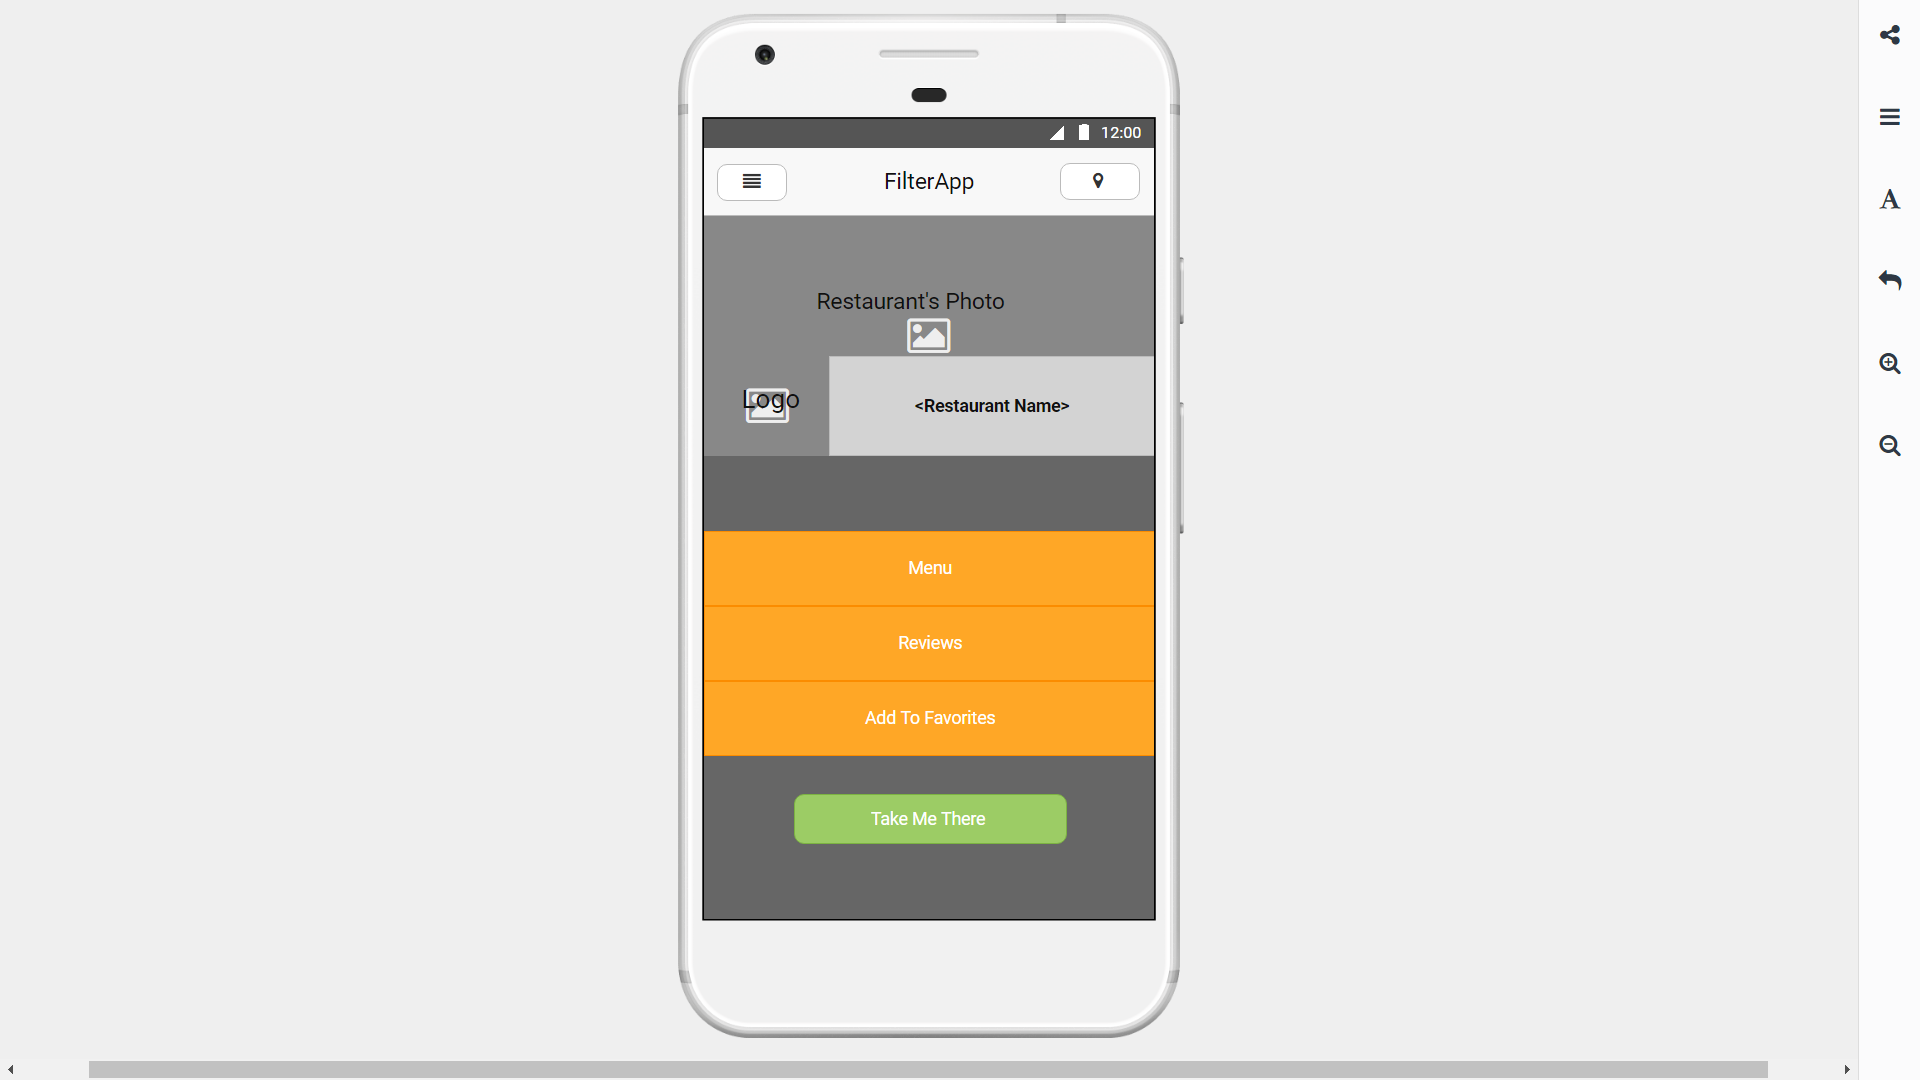 12:00
FilterApp
Restaurant's Photo
Logo
<Restaurant Name>
Menu
Reviews
Add To Favorites
Take Me There
A